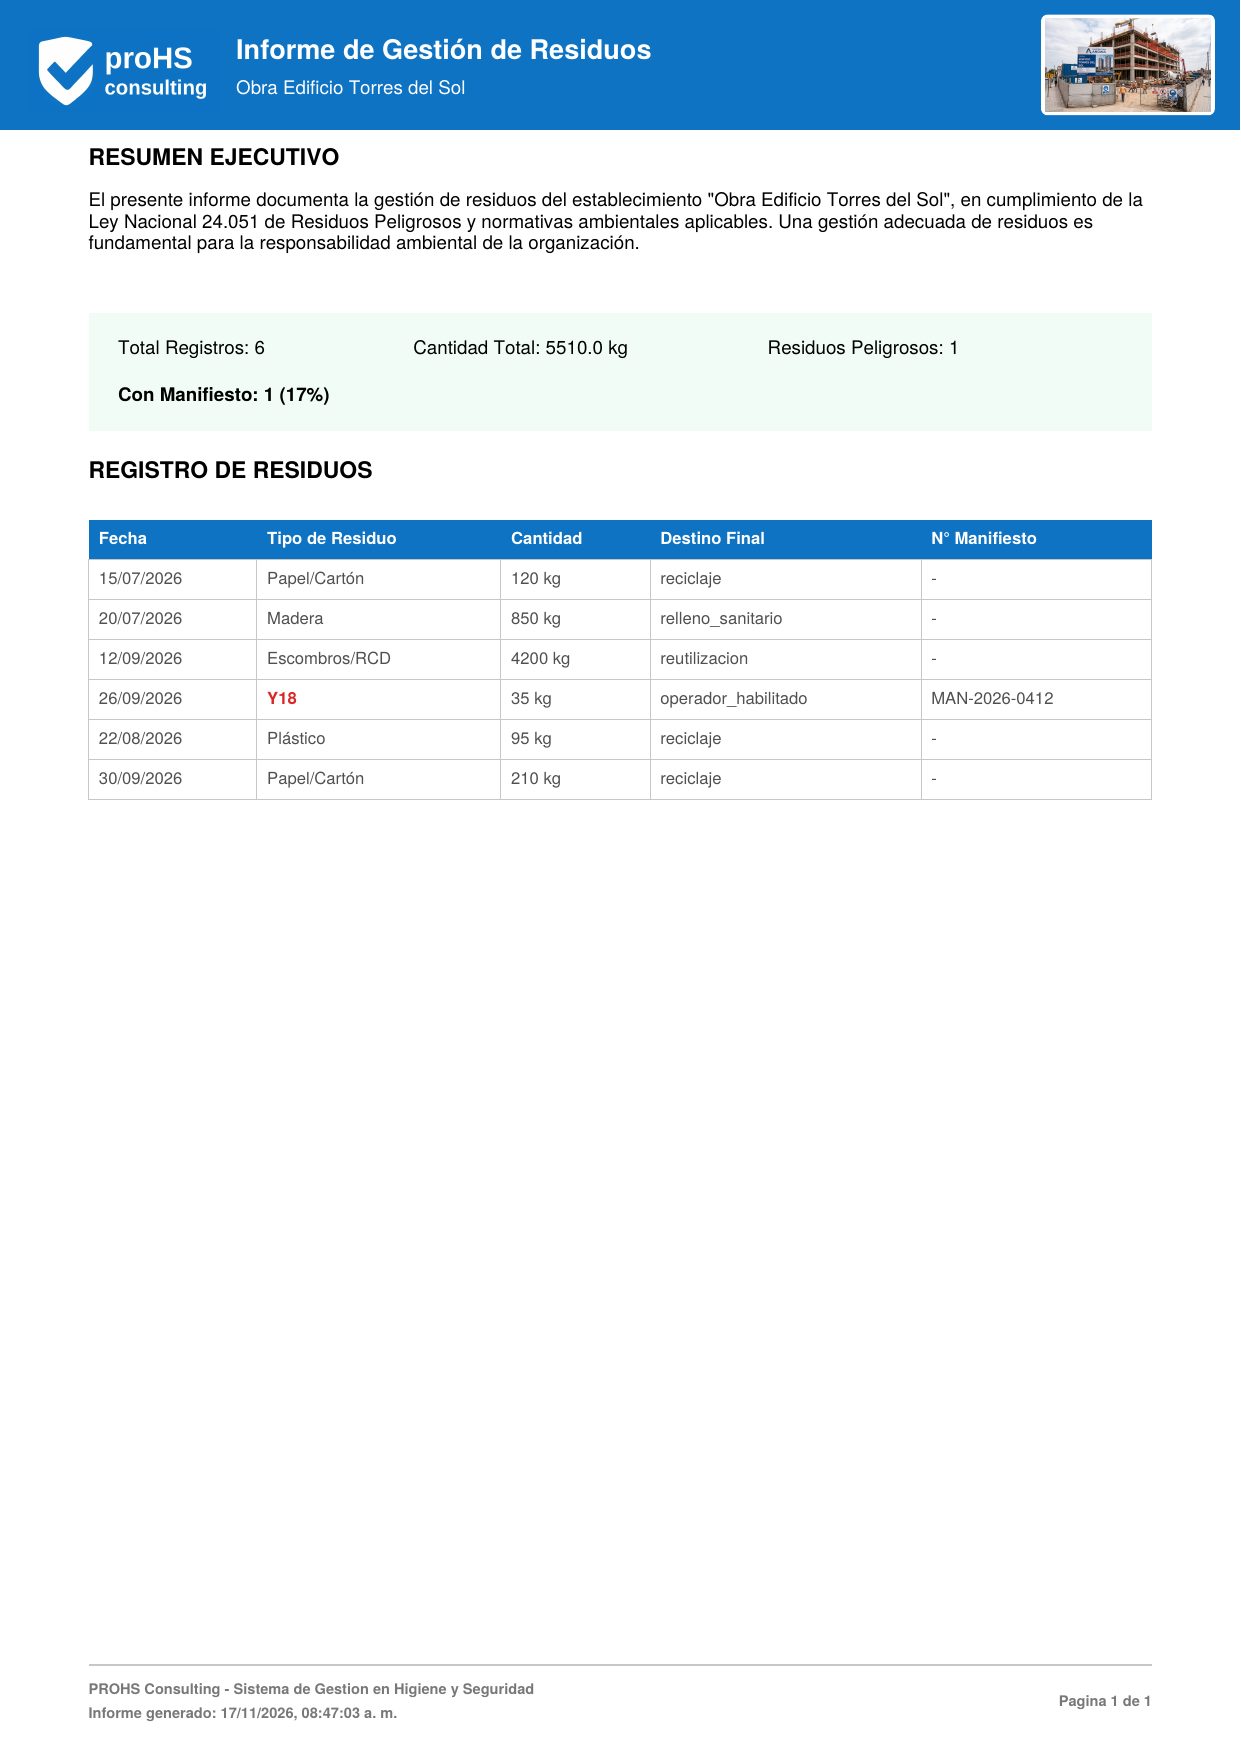 proHS
consulting
Informe de Gestión de Residuos
Obra Edificio Torres del Sol
RESUMEN EJECUTIVO
El presente informe documenta la gestión de residuos del establecimiento "Obra Edificio Torres del Sol", en cumplimiento de la
Ley Nacional 24.051 de Residuos Peligrosos y normativas ambientales aplicables. Una gestión adecuada de residuos es
fundamental para la responsabilidad ambiental de la organización.
Total Registros: 6 Cantidad Total: 5510.0 kg Residuos Peligrosos: 1
Con Manifiesto: 1 (17%)
REGISTRO DE RESIDUOS
Fecha Tipo de Residuo Cantidad Destino Final N° Manifiesto
15/07/2026 Papel/Cartón 120 kg reciclaje -
20/07/2026 Madera 850 kg relleno_sanitario -
12/09/2026 Escombros/RCD 4200 kg reutilizacion -
26/09/2026 Y18 35 kg operador_habilitado MAN-2026-0412
22/08/2026 Plástico 95 kg reciclaje -
30/09/2026 Papel/Cartón 210 kg reciclaje -
PROHS Consulting - Sistema de Gestion en Higiene y Seguridad
Informe generado: 17/11/2026, 08:47:03 a. m.
Pagina 1 de 1